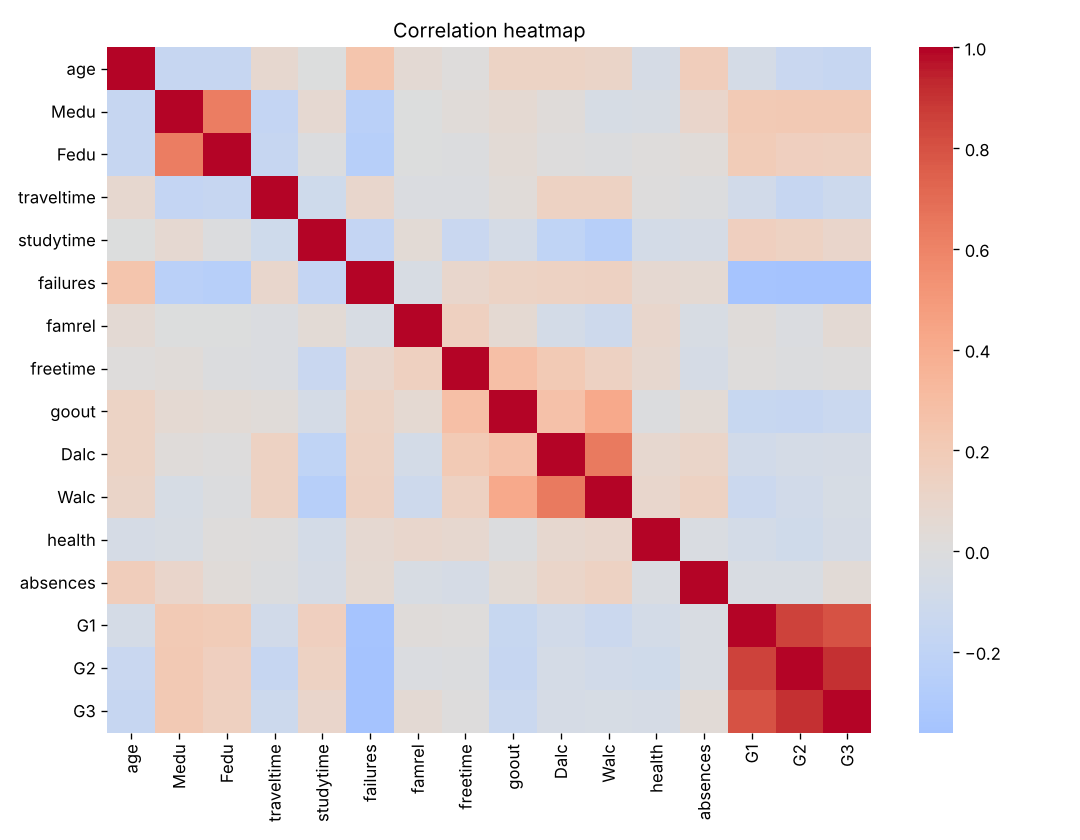 Correlation heatmap
age
Medu
Fedu
traveltime
studytime
failures
famrel
freetime
goout
Dalc
Walc
health
absences
G1
G2
G3
age
Medu
Fedu
traveltime
studytime
failures
famrel
freetime
goout
Dalc
Walc
health
absences
G1
G2
G3
1.0
0.8
0.6
0.4
0.2
0.0
−0.2